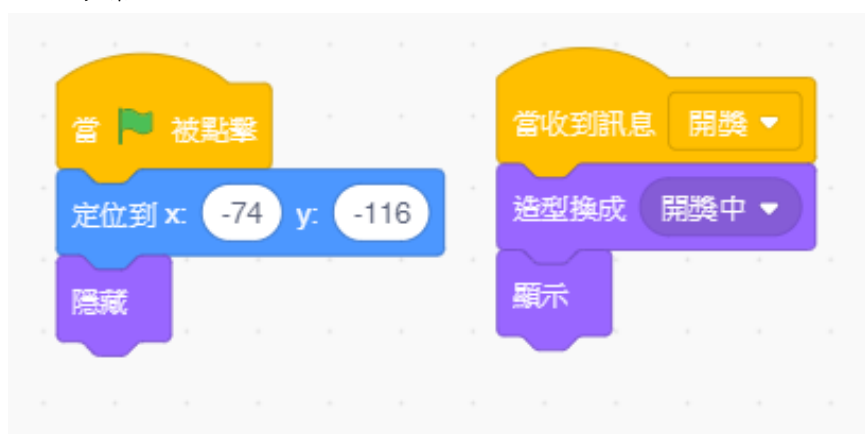 當 被點擊
定位到 x: -74 y: -116
隱藏
當收到訊息 開獎
造型換成 開獎中
顯示